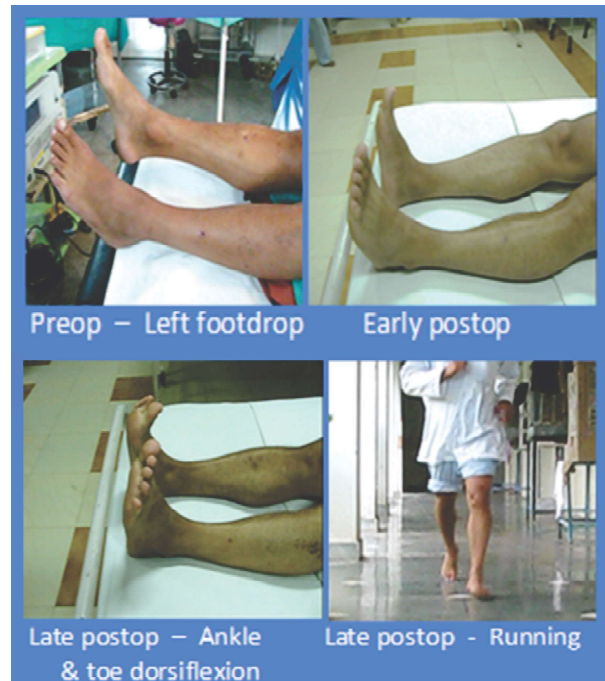 Preop – Left footdrop
Early postop
Late postop – Ankle
& toe dorsiflexion
Late postop - Running